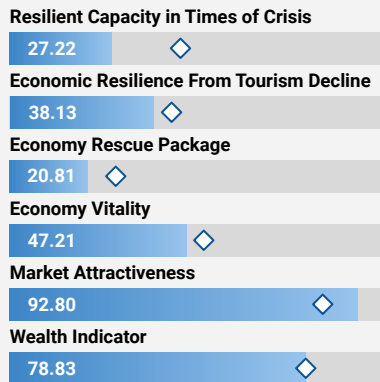 Resilient Capacity in Times of Crisis
27.22
Economic Resilience From Tourism Decline
38.13
Economy Rescue Package
20.81
Economy Vitality
47.21
Market Attractiveness
92.80
Wealth Indicator
78.83